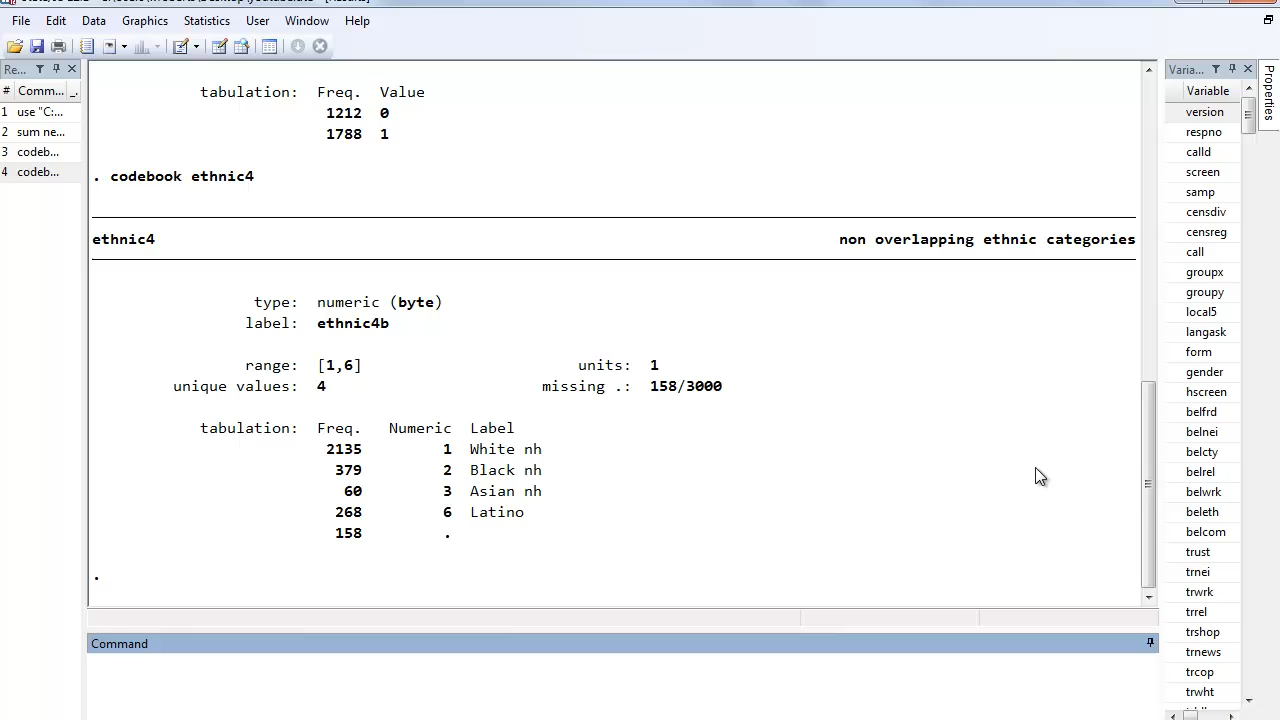 File Edit Data Graphics Statistics User Window Help
Re...
# Comm...
1 use "C:...
2 sum ne...
3 codeb...
4 codeb...
tabulation: Freq. Value
1212 0
1788 1
. codebook ethnic4
ethnic4 non overlapping ethnic categories
type: numeric (byte)
label: ethnic4b
range: [1,6] units: 1
unique values: 4 missing .: 158/3000
tabulation: Freq. Numeric Label
2135 1 White nh
379 2 Black nh
60 3 Asian nh
268 6 Latino
158 .
.
Command
Varia...
Variable
version
respno
calld
screen
samp
censdiv
censreg
call
groupx
groupy
local5
langask
form
gender
hscreen
belfrd
belnei
belcty
belrel
belwrk
beleth
belcom
trust
trnei
trwrk
trrel
trshop
trnews
trcop
trwht
Properties